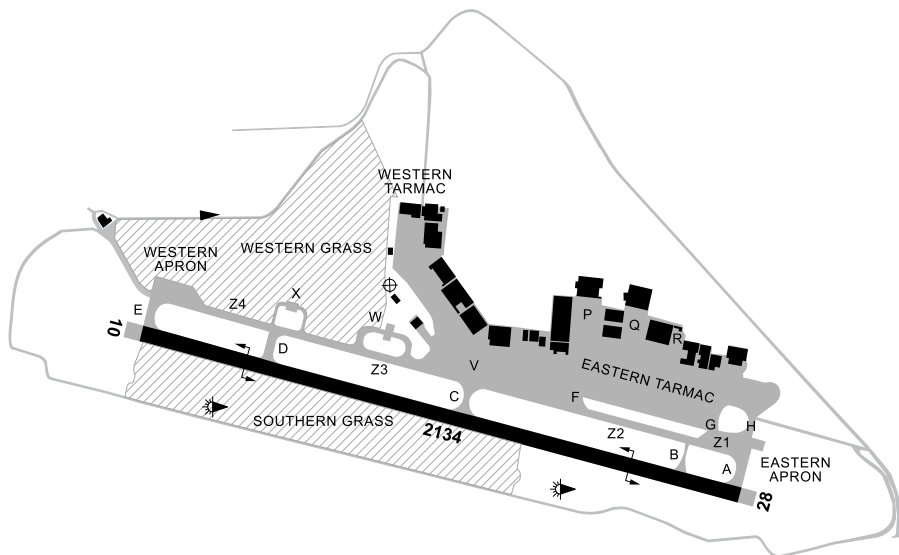 WESTERN
TARMAC
WESTERN GRASS
WESTERN
APRON
X
Z4
E
W
P
Q
R
10
D
Z3
V
EASTERN TARMAC
C
F
SOUTHERN GRASS
2134
G
H
Z2
Z1
B
A
EASTERN
APRON
28